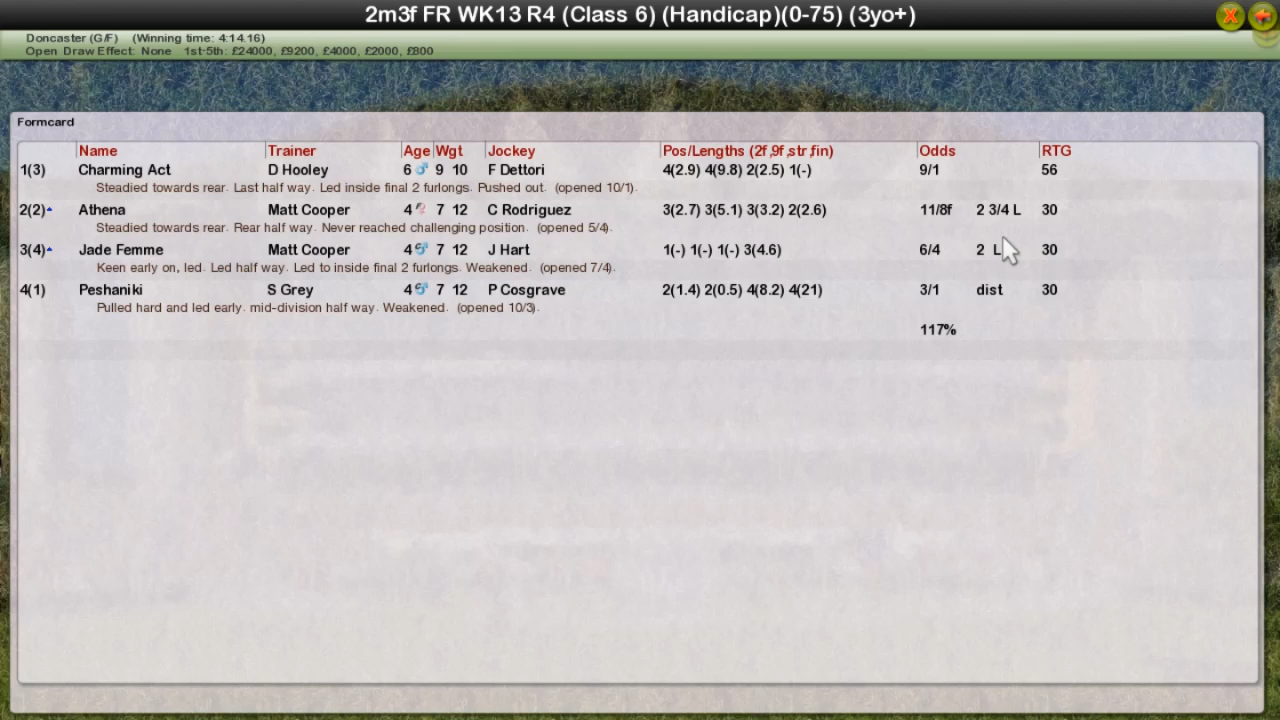 2m3f FR WK13 R4 (Class 6) (Handicap)(0-75) (3yo+)
Doncaster (G/F) (Winning time: 4:14.16)
Open Draw Effect: None 1st-5th: £24000, £9200, £4000, £2000, £800
Formcard
Name Trainer Age Wgt Jockey Pos/Lengths (2f,9f,str,fin) Odds RTG
1(3) Charming Act D Hooley 6 9 10 F Dettori 4(2.9) 4(9.8) 2(2.5) 1(-) 9/1 56
Steadied towards rear. Last half way. Led inside final 2 furlongs. Pushed out. (opened 10/1).
2(2) Athena Matt Cooper 4 7 12 C Rodriguez 3(2.7) 3(5.1) 3(3.2) 2(2.6) 11/8f 2 3/4 L 30
Steadied towards rear. Rear half way. Never reached challenging position. (opened 5/4).
3(4) Jade Femme Matt Cooper 4 7 12 J Hart 1(-) 1(-) 1(-) 3(4.6) 6/4 2 L 30
Keen early on, led. Led half way. Led to inside final 2 furlongs. Weakened. (opened 7/4).
4(1) Peshaniki S Grey 4 7 12 P Cosgrave 2(1.4) 2(0.5) 4(8.2) 4(21) 3/1 dist 30
Pulled hard and led early. mid-division half way. Weakened. (opened 10/3).
117%